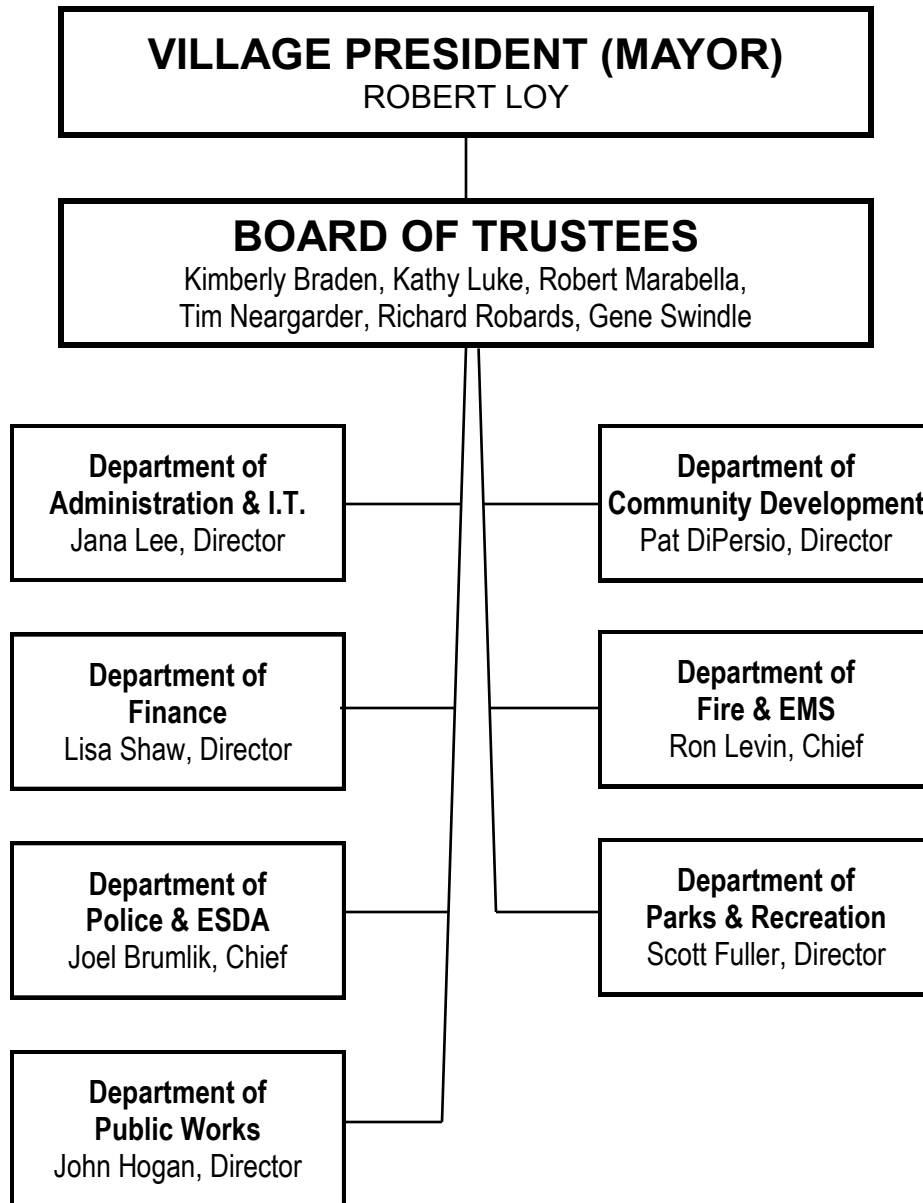 VILLAGE PRESIDENT (MAYOR)
ROBERT LOY
BOARD OF TRUSTEES
Kimberly Braden, Kathy Luke, Robert Marabella,
Tim Neargarder, Richard Robards, Gene Swindle
Department of
Administration & I.T.
Jana Lee, Director
Department of
Community Development
Pat DiPersio, Director
Department of
Finance
Lisa Shaw, Director
Department of
Fire & EMS
Ron Levin, Chief
Department of
Police & ESDA
Joel Brumlik, Chief
Department of
Parks & Recreation
Scott Fuller, Director
Department of
Public Works
John Hogan, Director